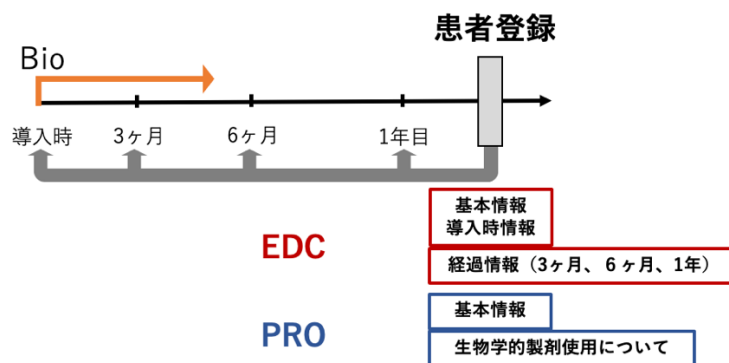 患者登録
Bio
導入時
3ヶ月
6ヶ月
1年目
EDC
基本情報
導入時情報
経過情報（3ヶ月、６ヶ月、1年）
PRO
基本情報
生物学的製剤使用について